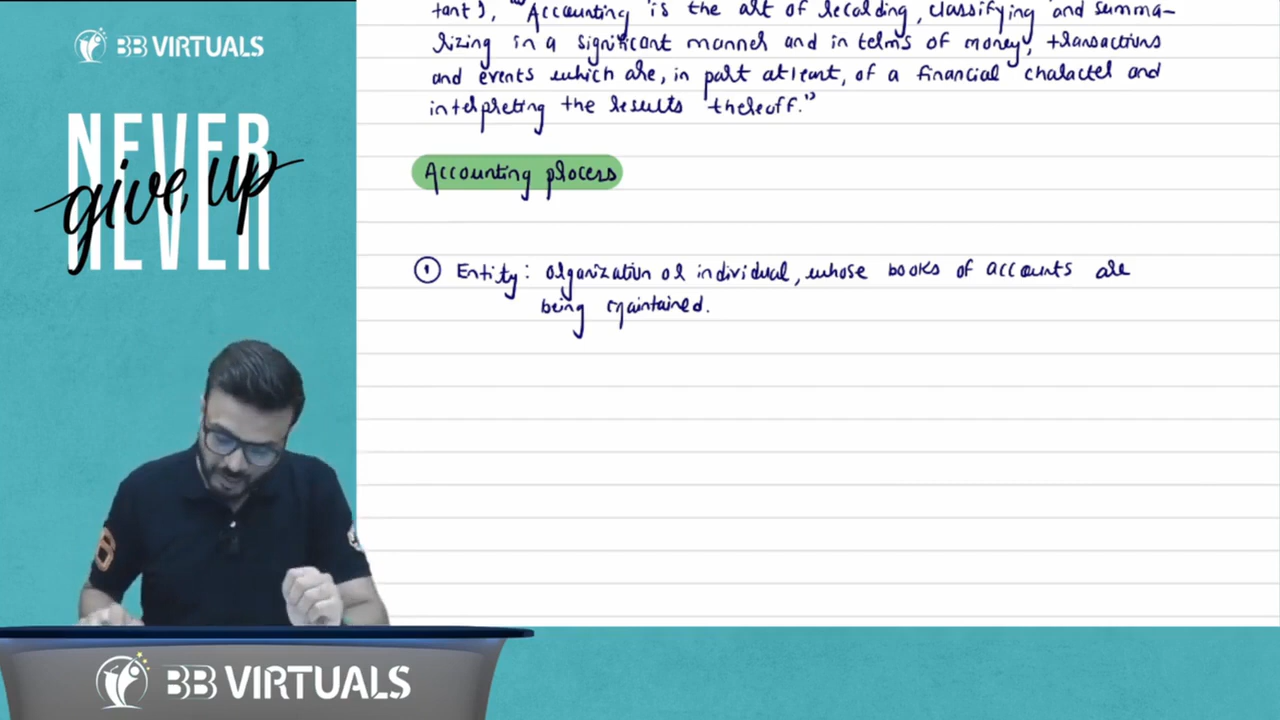 BB VIRTUALS
NEVER
give up
NEVER
tant), "Accounting is the art of recording, classifying and summa-
rizing in a significant manner and in terms of money, transactions
and events which are, in part atleast, of a financial character and
interpreting the results thereoff."
Accounting process
① Entity: organization or individual, whose books of accounts are
being maintained.
B
BB VIRTUALS